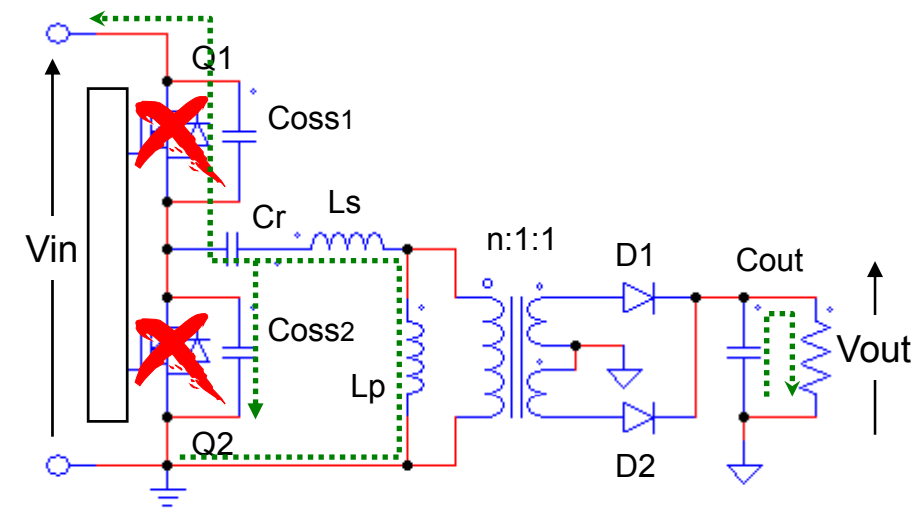 Q1
Coss1
Cr
Ls
Vin
n:1:1
D1
Cout
Coss2
Lp
Vout
Q2
D2